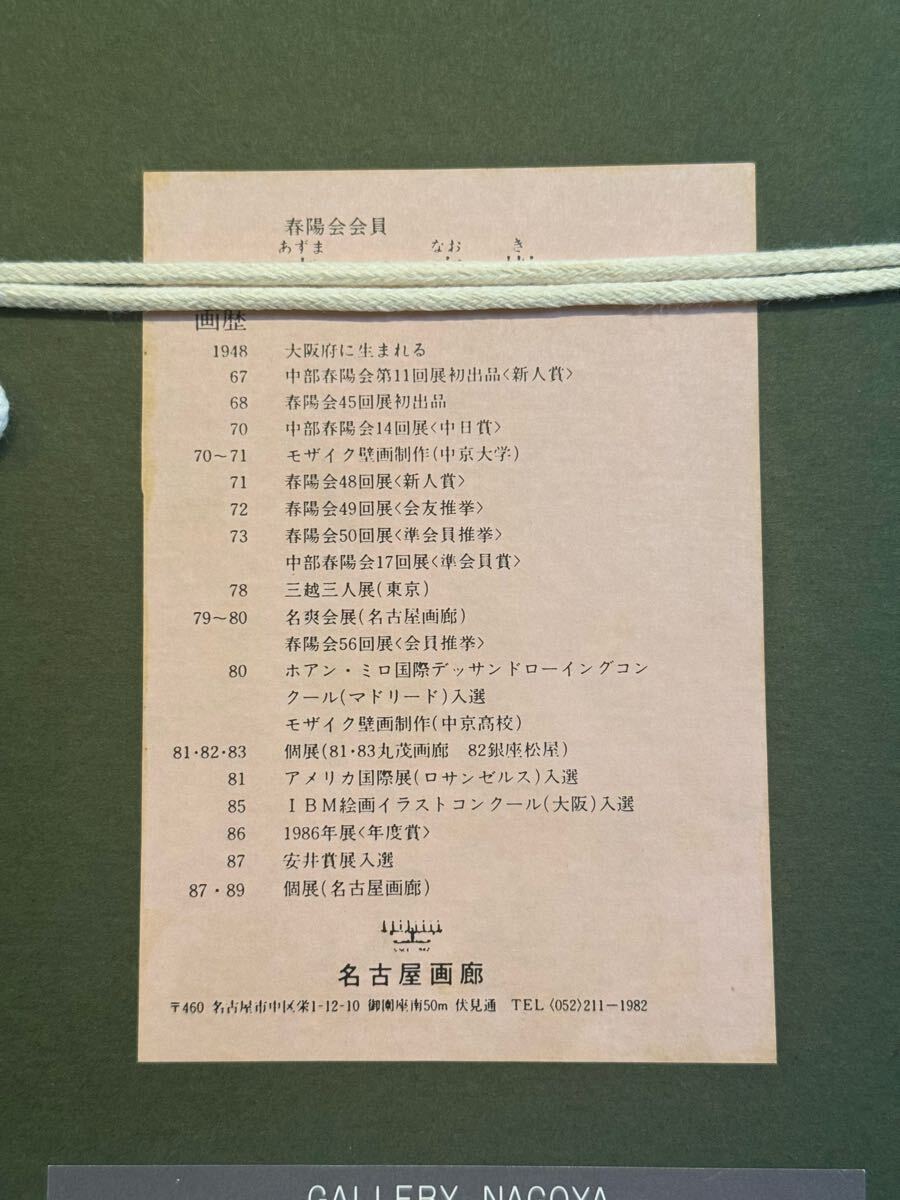 春陽会会員
あずま なおき
画歴
1948 大阪府に生まれる
67 中部春陽会第11回展初出品<新人賞>
68 春陽会45回展初出品
70 中部春陽会14回展<中日賞>
70〜71 モザイク壁画制作(中京大学)
71 春陽会48回展<新人賞>
72 春陽会49回展<会友推挙>
73 春陽会50回展<準会員推挙>
中部春陽会17回展<準会員賞>
78 三越三人展(東京)
79〜80 名爽会展(名古屋画廊)
春陽会56回展<会員推挙>
80 ホアン・ミロ国際デッサンドローイングコン
クール(マドリード)入選
モザイク壁画制作(中京高校)
81・82・83 個展(81・83丸茂画廊 82銀座松屋)
81 アメリカ国際展(ロサンゼルス)入選
85 IBM絵画イラストコンクール(大阪)入選
86 1986年展<年度賞>
87 安井賞展入選
87・89 個展(名古屋画廊)
名古屋画廊
〒460 名古屋市中区栄1-12-10 御園座南50m 伏見通 TEL〈052〉211-1982
GALLERY NAGOYA